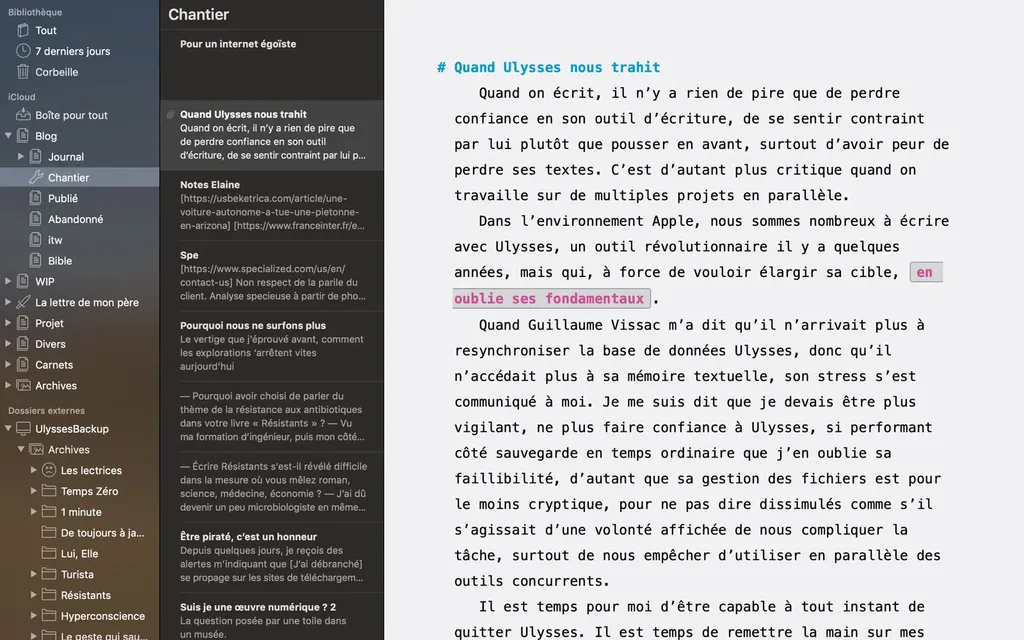 Bibliothèque
Tout
7 derniers jours
Corbeille
iCloud
Boîte pour tout
Blog
Journal
Chantier
Publié
Abandonné
itw
Bible
WIP
La lettre de mon père
Projet
Divers
Carnets
Archives
Dossiers externes
UlyssesBackup
Archives
Les lectrices
Temps Zéro
1 minute
De toujours à ja...
Lui, Elle
Turista
Résistants
Hyperconscience
Le geste qui sau...
Chantier
Pour un internet égoïste
Quand Ulysses nous trahit
Quand on écrit, il n’y a rien de pire que
de perdre confiance en son outil
d’écriture, de se sentir contraint par lui p...
Notes Elaine
[https://usbeketrica.com/article/une-
voiture-autonome-a-tue-une-pietonne-
en-arizona] [https://www.franceinter.fr/e...
Spe
[https://www.specialized.com/us/en/
contact-us] Non respect de la parile du
client. Analyse specieuse à partir de pho...
Pourquoi nous ne surfons plus
Le vertige que j’éprouvé avant, comment
les explorations ‘arrêtent vites
aurjourd’hui
— Pourquoi avoir choisi de parler du
thème de la résistance aux antibiotiques
dans votre livre « Résistants » ? — Vu
ma formation d’ingénieur, puis mon côté...
— Écrire Résistants s'est-il révélé difficile
dans la mesure où vous mêlez roman,
science, médecine, économie ? — J’ai dû
devenir un peu microbiologiste en même...
Être piraté, c’est un honneur
Depuis quelques jours, je reçois des
alertes m’indiquant que [J’ai débranché]
se propage sur les sites de téléchargem...
Suis je une œuvre numérique ? 2
La question posée par une toile dans
un musée.
# Quand Ulysses nous trahit
Quand on écrit, il n’y a rien de pire que de perdre
confiance en son outil d’écriture, de se sentir contraint
par lui plutôt que pousser en avant, surtout d’avoir peur de
perdre ses textes. C’est d’autant plus critique quand on
travaille sur de multiples projets en parallèle.
Dans l’environnement Apple, nous sommes nombreux à écrire
avec Ulysses, un outil révolutionnaire il y a quelques
années, mais qui, à force de vouloir élargir sa cible, en
oublie ses fondamentaux.
Quand Guillaume Vissac m’a dit qu’il n’arrivait plus à
resynchroniser la base de données Ulysses, donc qu’il
n’accédait plus à sa mémoire textuelle, son stress s’est
communiqué à moi. Je me suis dit que je devais être plus
vigilant, ne plus faire confiance à Ulysses, si performant
côté sauvegarde en temps ordinaire que j’en oublie sa
faillibilité, d’autant que sa gestion des fichiers est pour
le moins cryptique, pour ne pas dire dissimulés comme s’il
s’agissait d’une volonté affichée de nous compliquer la
tâche, surtout de nous empêcher d’utiliser en parallèle des
outils concurrents.
Il est temps pour moi d’être capable à tout instant de
quitter Ulysses. Il est temps de remettre la main sur mes